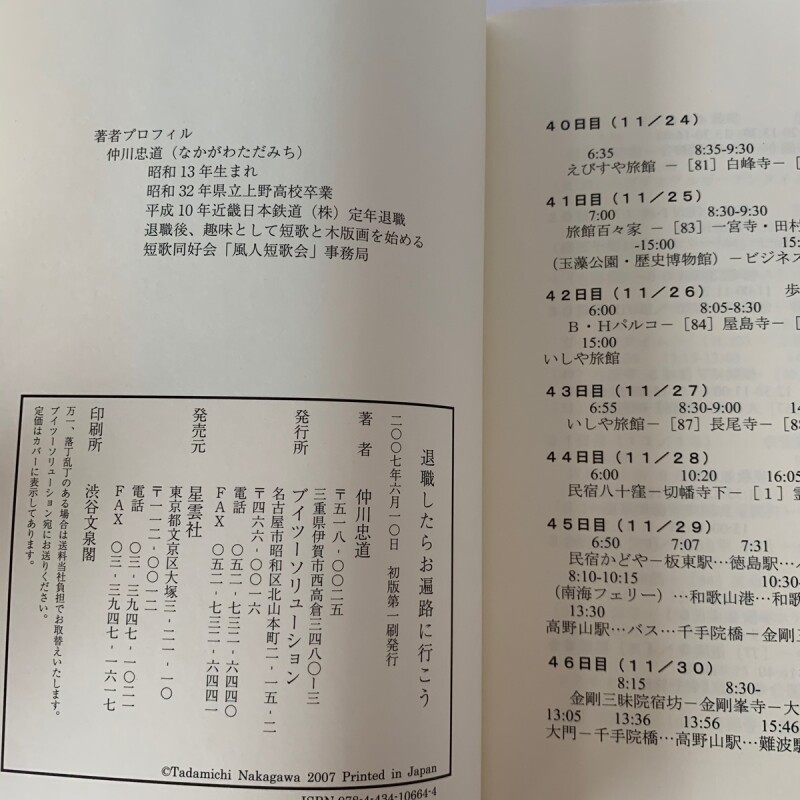 著者プロフィル
仲川忠道（なかがわただみち）
昭和13年生まれ
昭和32年県立上野高校卒業
平成10年近畿日本鉄道（株）定年退職
退職後、趣味として短歌と木版画を始める
短歌同好会「風人短歌会」事務局
退職したらお遍路に行こう
二〇〇七年六月一〇日　初版第一刷発行
著　者　仲川忠道
〒五一八-〇〇二五
三重県伊賀市西高倉三四八〇ー三
発行所　ブイツーソリューション
名古屋市昭和区北山本町二-一五-二
〒四六六-〇〇一六
電話　〇五二-七三二-六四四〇
ＦＡＸ　〇五二-七三二-六四四一
発売元　星雲社
東京都文京区大塚三-二一-一〇
〒一一二-〇〇一二
電話　〇三-三九四七-一〇二一
ＦＡＸ　〇三-三九四七-一六一七
印刷所　渋谷文泉閣
万一、落丁乱丁のある場合は送料当社負担でお取替えいたします。
ブイツーソリューション宛にお送りください。
定価はカバーに表示してあります。
©Tadamichi Nakagawa 2007 Printed in Japan
ISBN 978-4-434-10664-4
４０日目（１１／２４）
6:35 8:35-9:30
えびすや旅館－［81］白峰寺－［
４１日目（１１／２５）
7:00 8:30-9:30
旅館百々家－［83］一宮寺・田村
-15:00 15:
（玉藻公園・歴史博物館）－ビジネス
４２日目（１１／２６） 歩
6:00 8:05-8:30
Ｂ・Ｈパルコ－［84］屋島寺－［
15:00
いしや旅館
４３日目（１１／２７）
6:55 8:30-9:00 14
いしや旅館－［87］長尾寺－
４４日目（１１／２８）
6:00 10:20 16:05
民宿八十窪－切幡寺下－［１］霊
４５日目（１１／２９）
6:50 7:07 7:31
民宿かどや－板東駅…徳島駅…
8:10-10:15 10:30-
（南海フェリー）…和歌山港…和歌
13:30
高野山駅…バス…千手院橋－金剛三
４６日目（１１／３０）
8:15 8:30-
金剛三昧院宿坊－金剛峯寺－大
13:05 13:36 13:56 15:46
大門－千手院橋…高野山駅…難波駅